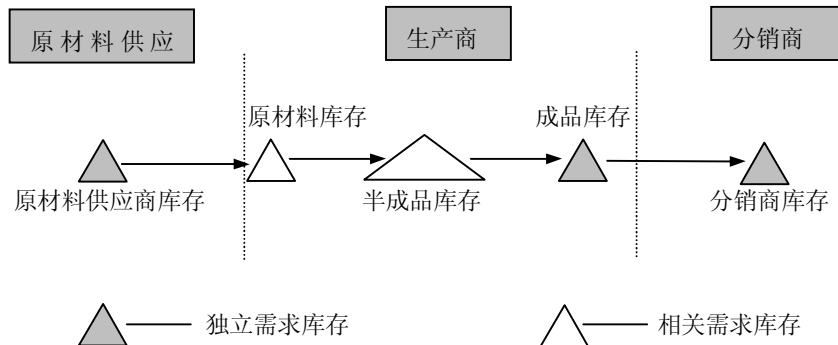 原材料供应
生产商
分销商
原材料库存
成品库存
原材料供应商库存
半成品库存
分销商库存
独立需求库存
相关需求库存